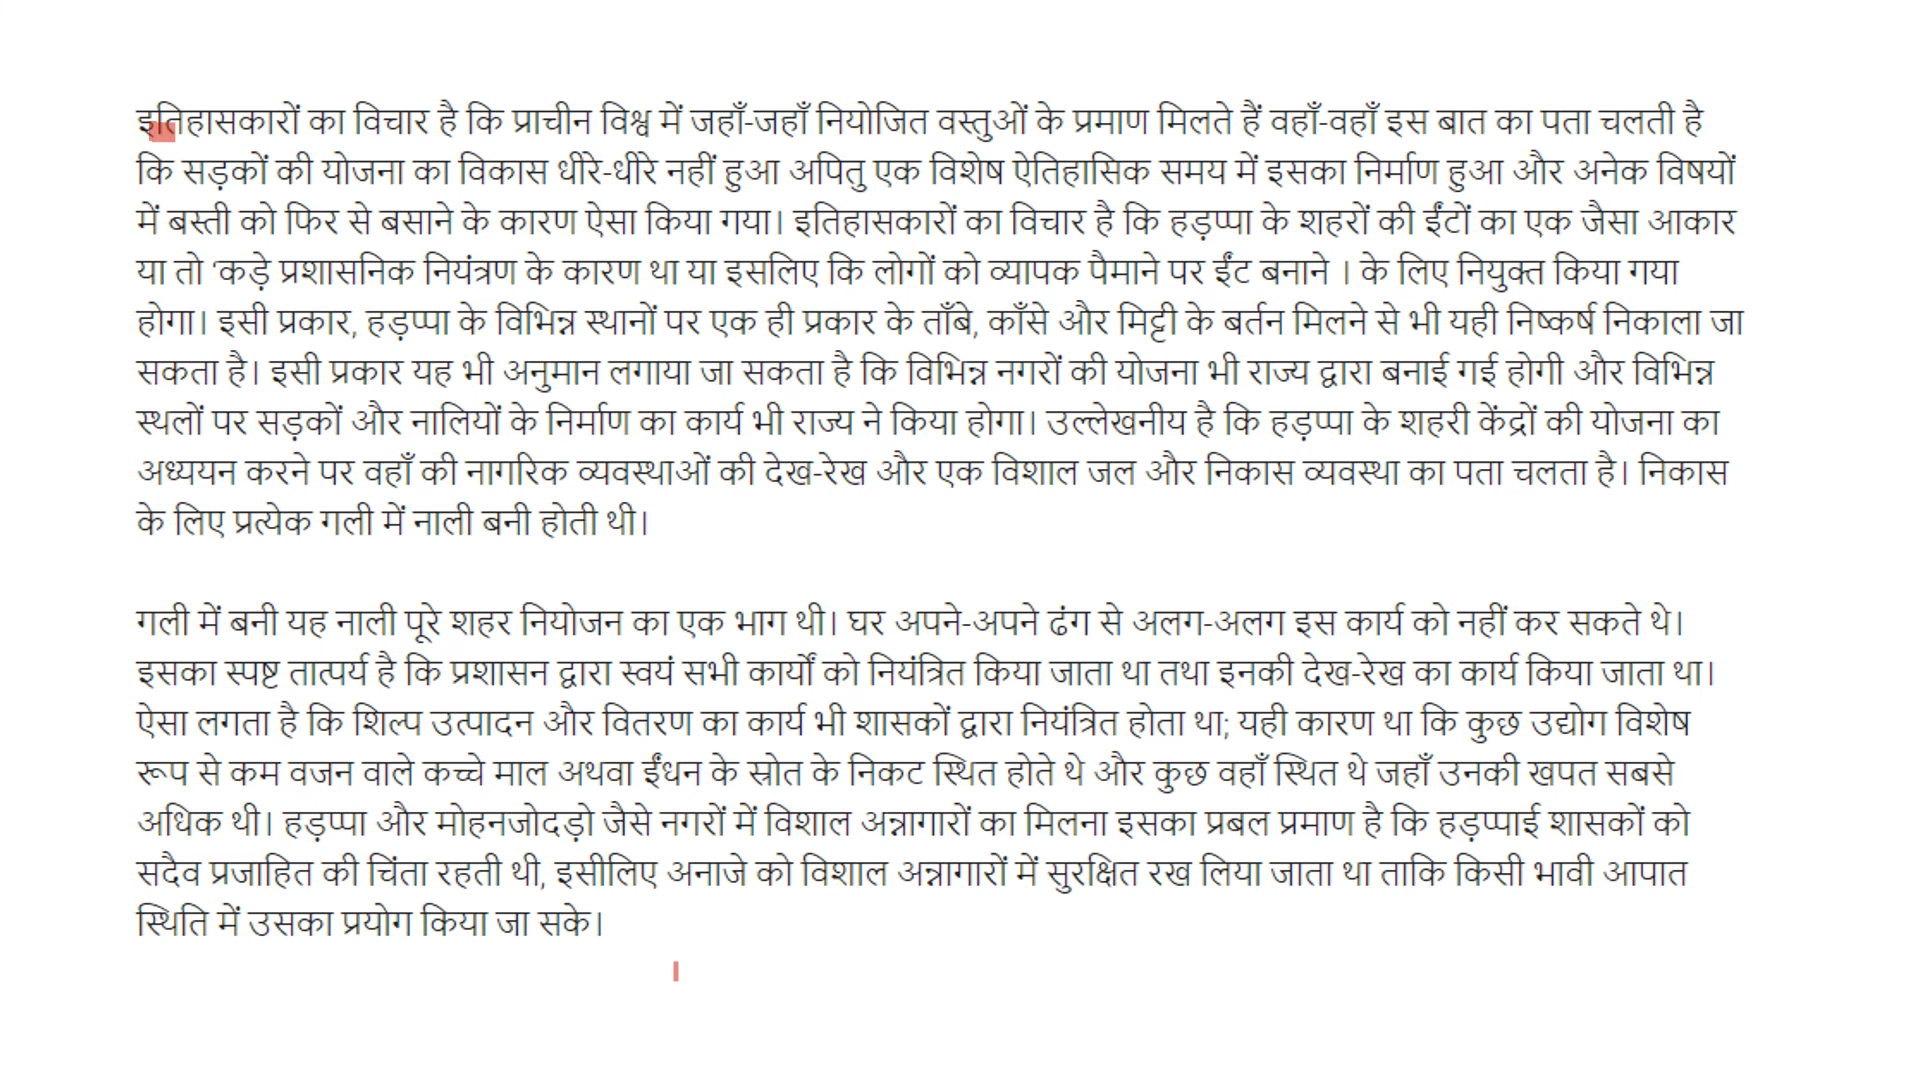 इतिहासकारों का विचार है कि प्राचीन विश्व में जहाँ-जहाँ नियोजित वस्तुओं के प्रमाण मिलते हैं वहाँ-वहाँ इस बात का पता चलती है
कि सड़कों की योजना का विकास धीरे-धीरे नहीं हुआ अपितु एक विशेष ऐतिहासिक समय में इसका निर्माण हुआ और अनेक विषयों
में बस्ती को फिर से बसाने के कारण ऐसा किया गया। इतिहासकारों का विचार है कि हड़प्पा के शहरों की ईंटों का एक जैसा आकार
या तो ‘कड़े प्रशासनिक नियंत्रण के कारण था या इसलिए कि लोगों को व्यापक पैमाने पर ईंट बनाने । के लिए नियुक्त किया गया
होगा। इसी प्रकार, हड़प्पा के विभिन्न स्थानों पर एक ही प्रकार के ताँबे, काँसे और मिट्टी के बर्तन मिलने से भी यही निष्कर्ष निकाला जा
सकता है। इसी प्रकार यह भी अनुमान लगाया जा सकता है कि विभिन्न नगरों की योजना भी राज्य द्वारा बनाई गई होगी और विभिन्न
स्थलों पर सड़कों और नालियों के निर्माण का कार्य भी राज्य ने किया होगा। उल्लेखनीय है कि हड़प्पा के शहरी केंद्रों की योजना का
अध्ययन करने पर वहाँ की नागरिक व्यवस्थाओं की देख-रेख और एक विशाल जल और निकास व्यवस्था का पता चलता है। निकास
के लिए प्रत्येक गली में नाली बनी होती थी।
गली में बनी यह नाली पूरे शहर नियोजन का एक भाग थी। घर अपने-अपने ढंग से अलग-अलग इस कार्य को नहीं कर सकते थे।
इसका स्पष्ट तात्पर्य है कि प्रशासन द्वारा स्वयं सभी कार्यों को नियंत्रित किया जाता था तथा इनकी देख-रेख का कार्य किया जाता था।
ऐसा लगता है कि शिल्प उत्पादन और वितरण का कार्य भी शासकों द्वारा नियंत्रित होता था; यही कारण था कि कुछ उद्योग विशेष
रूप से कम वजन वाले कच्चे माल अथवा ईंधन के स्रोत के निकट स्थित होते थे और कुछ वहाँ स्थित थे जहाँ उनकी खपत सबसे
अधिक थी। हड़प्पा और मोहनजोदड़ो जैसे नगरों में विशाल अन्नागारों का मिलना इसका प्रबल प्रमाण है कि हड़प्पाई शासकों को
सदैव प्रजाहित की चिंता रहती थी, इसीलिए अनाजे को विशाल अन्नागारों में सुरक्षित रख लिया जाता था ताकि किसी भावी आपात
स्थिति में उसका प्रयोग किया जा सके।